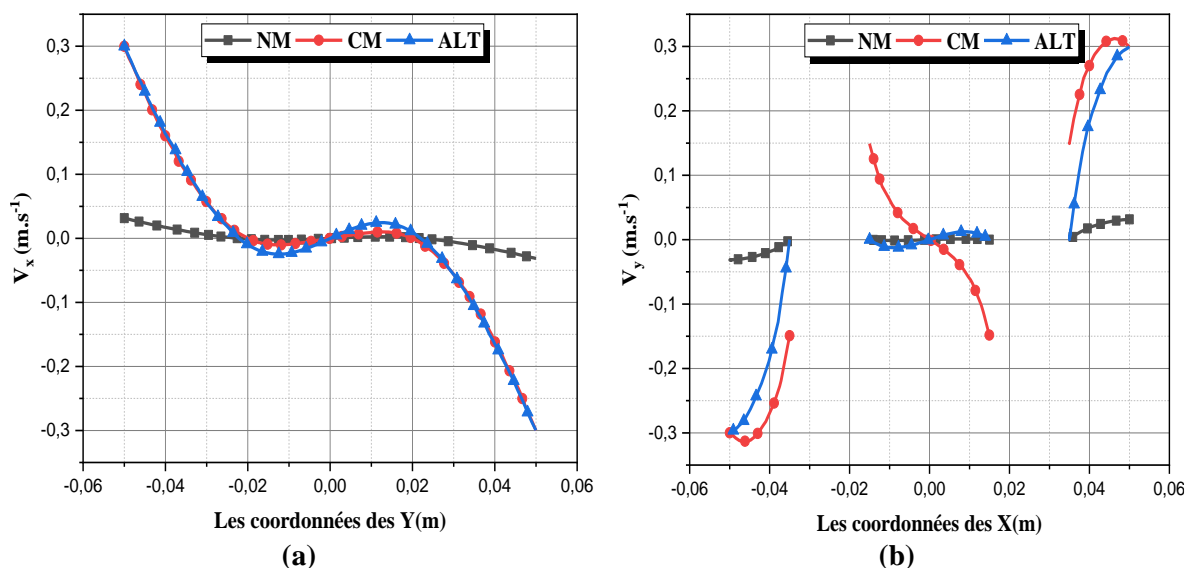 NM CM ALT
0,3
0,2
0,1
0,0
-0,1
-0,2
-0,3
-0,06 -0,04 -0,02 0,00 0,02 0,04 0,06
Vx (m.s-1)
Les coordonnées des Y(m)
(a)
NM CM ALT
0,3
0,2
0,1
0,0
-0,1
-0,2
-0,3
-0,06 -0,04 -0,02 0,00 0,02 0,04 0,06
Vy (m.s-1)
Les coordonnées des X(m)
(b)